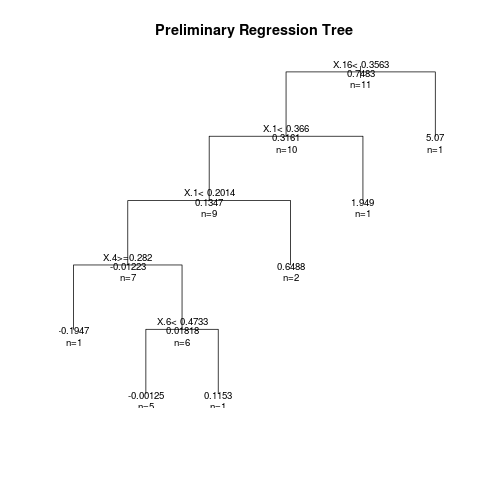 Preliminary Regression Tree
X.16< 0.3563
0.7483
n=11
X.1< 0.366
0.3161
n=10
5.07
n=1
X.1< 0.2014
0.1347
n=9
1.949
n=1
X.4>=0.282
-0.01223
n=7
0.6488
n=2
-0.1947
n=1
X.6< 0.4733
0.01818
n=6
-0.00125
n=5
0.1153
n=1